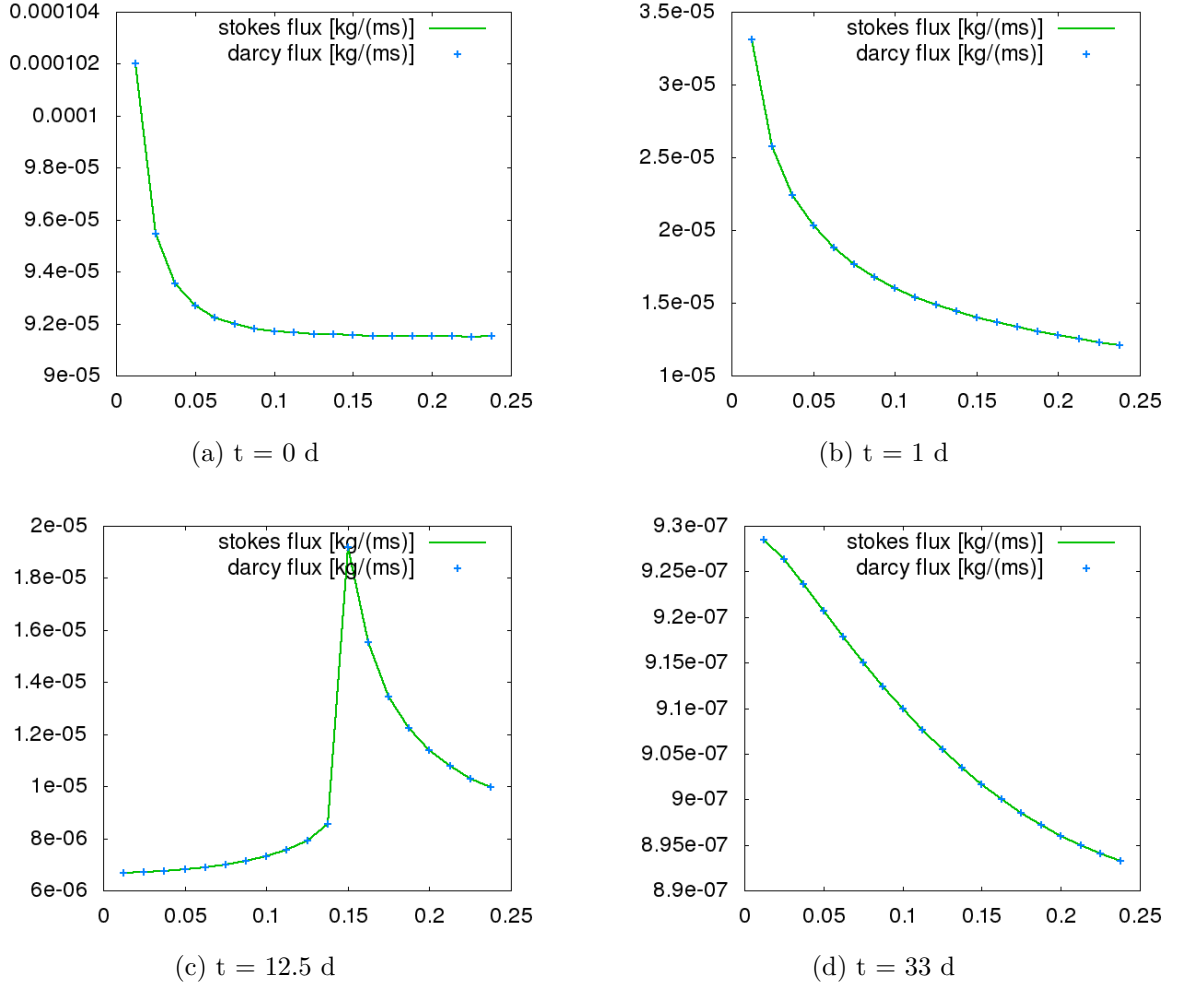 0.000104
0.000102
0.0001
9.8e-05
9.6e-05
9.4e-05
9.2e-05
9e-05
0 0.05 0.1 0.15 0.2 0.25
stokes flux [kg/(ms)]
darcy flux [kg/(ms)]
(a) t = 0 d
3.5e-05
3e-05
2.5e-05
2e-05
1.5e-05
1e-05
0 0.05 0.1 0.15 0.2 0.25
stokes flux [kg/(ms)]
darcy flux [kg/(ms)]
(b) t = 1 d
2e-05
1.8e-05
1.6e-05
1.4e-05
1.2e-05
1e-05
8e-06
6e-06
0 0.05 0.1 0.15 0.2 0.25
stokes flux [kg/(ms)]
darcy flux [kg/(ms)]
(c) t = 12.5 d
9.3e-07
9.25e-07
9.2e-07
9.15e-07
9.1e-07
9.05e-07
9e-07
8.95e-07
8.9e-07
0 0.05 0.1 0.15 0.2 0.25
stokes flux [kg/(ms)]
darcy flux [kg/(ms)]
(d) t = 33 d